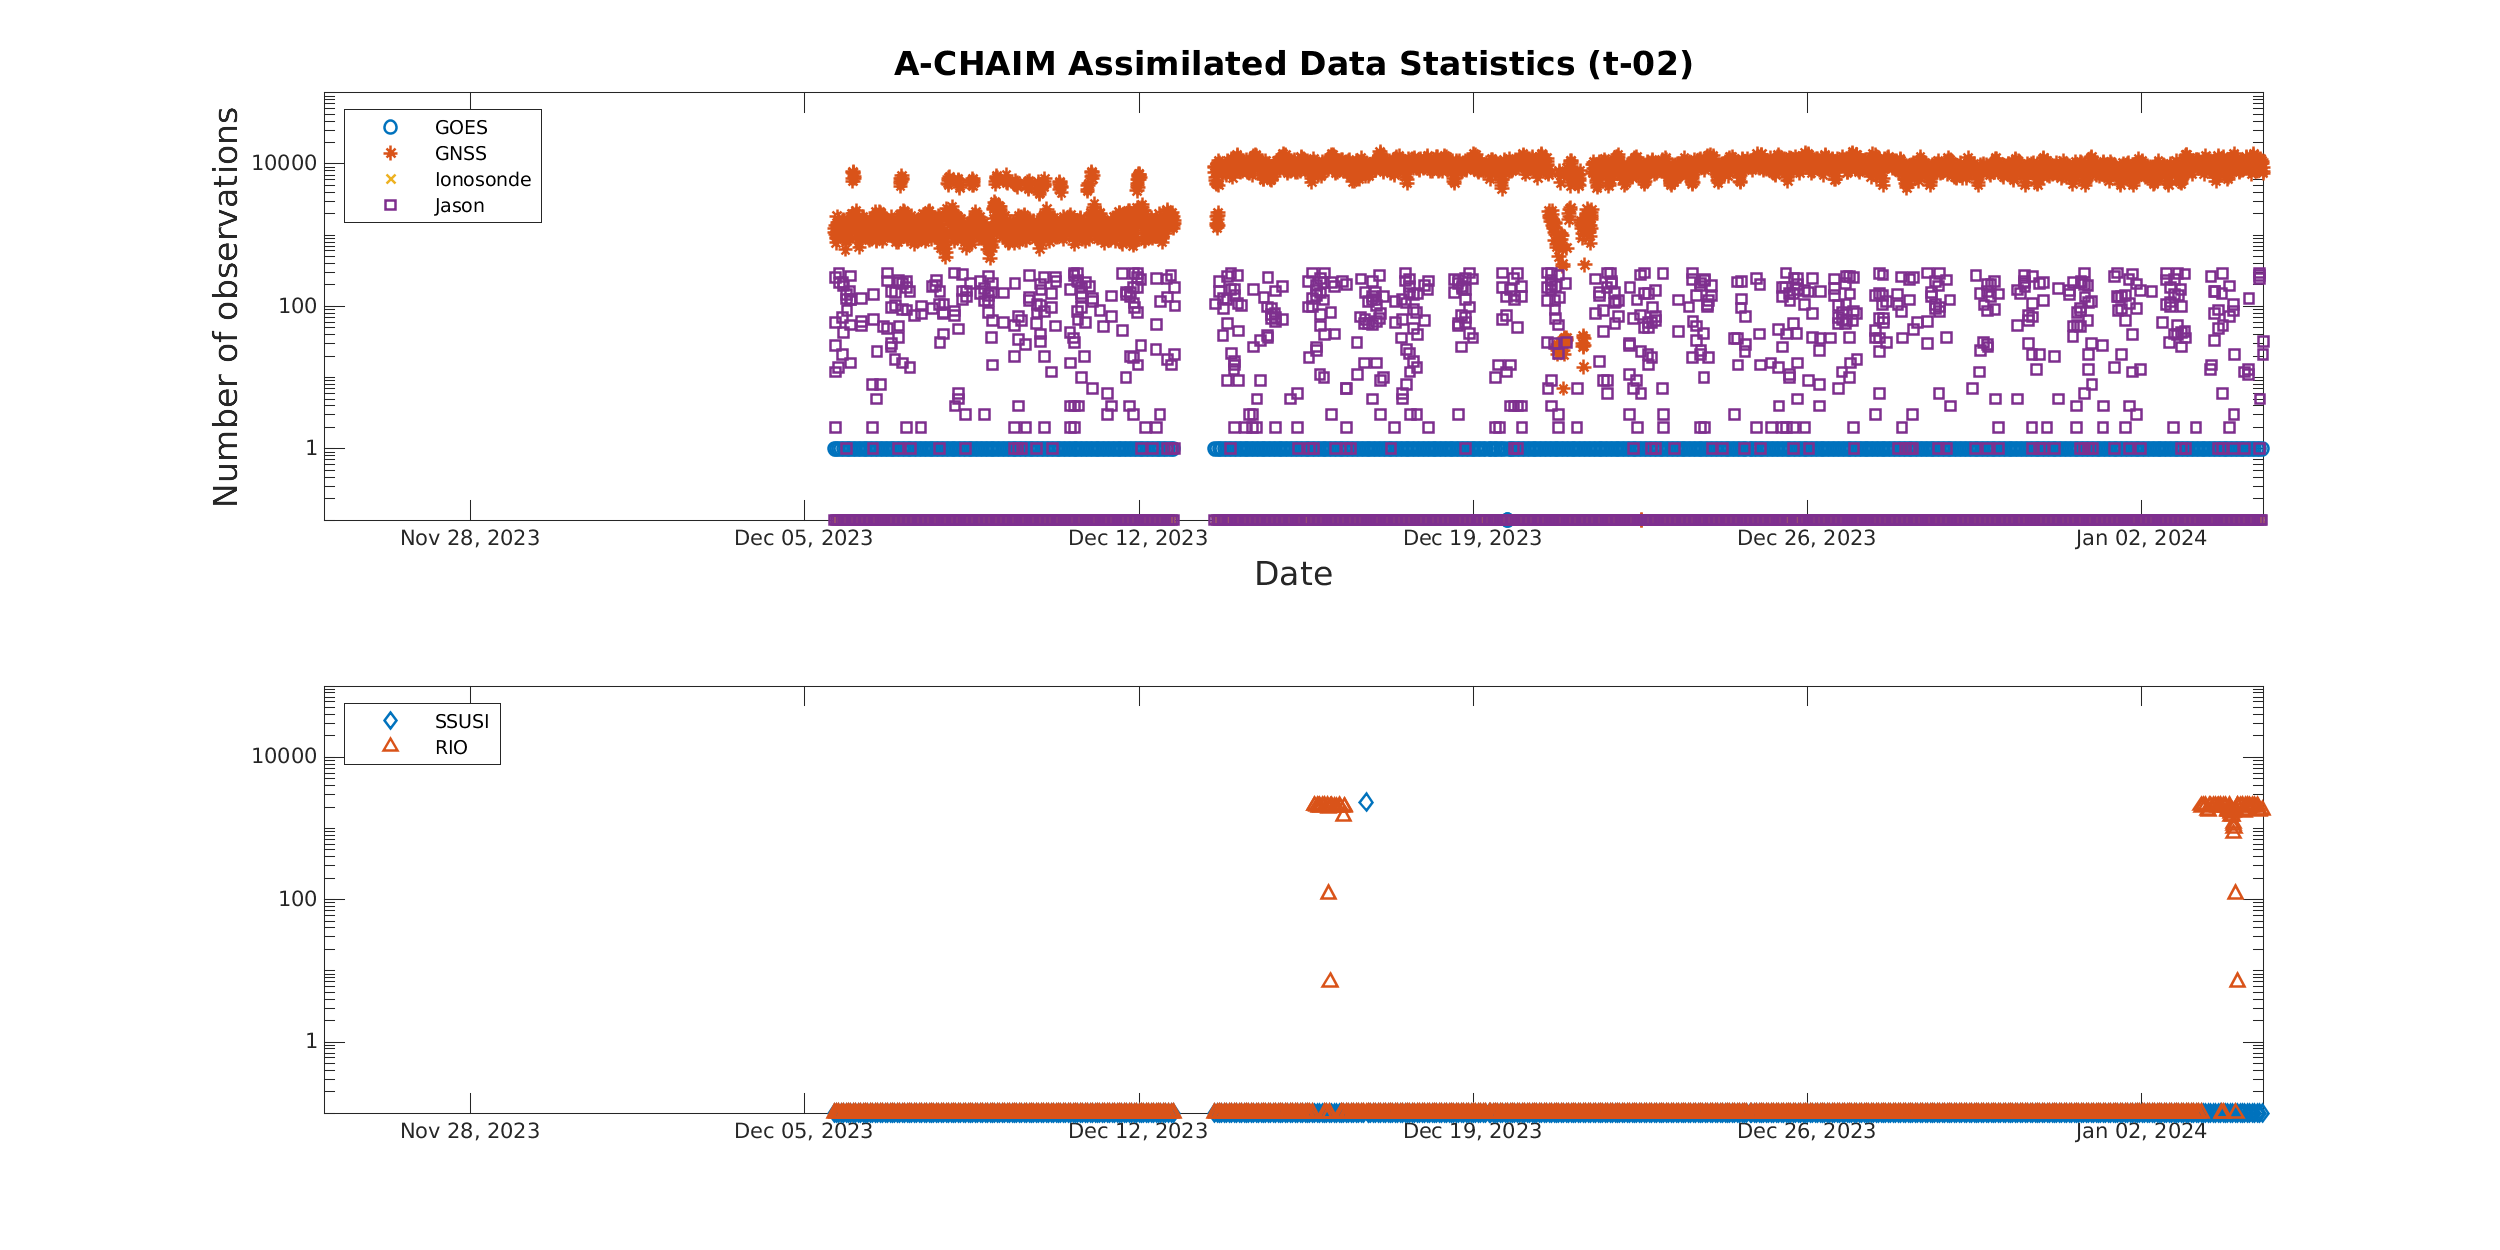 A-CHAIM Assimilated Data Statistics (t-02)
Number of observations
10000
100
1
GOES
GNSS
Ionosonde
Jason
Nov 28, 2023
Dec 05, 2023
Dec 12, 2023
Dec 19, 2023
Dec 26, 2023
Jan 02, 2024
Date
10000
100
1
SSUSI
RIO
Nov 28, 2023
Dec 05, 2023
Dec 12, 2023
Dec 19, 2023
Dec 26, 2023
Jan 02, 2024